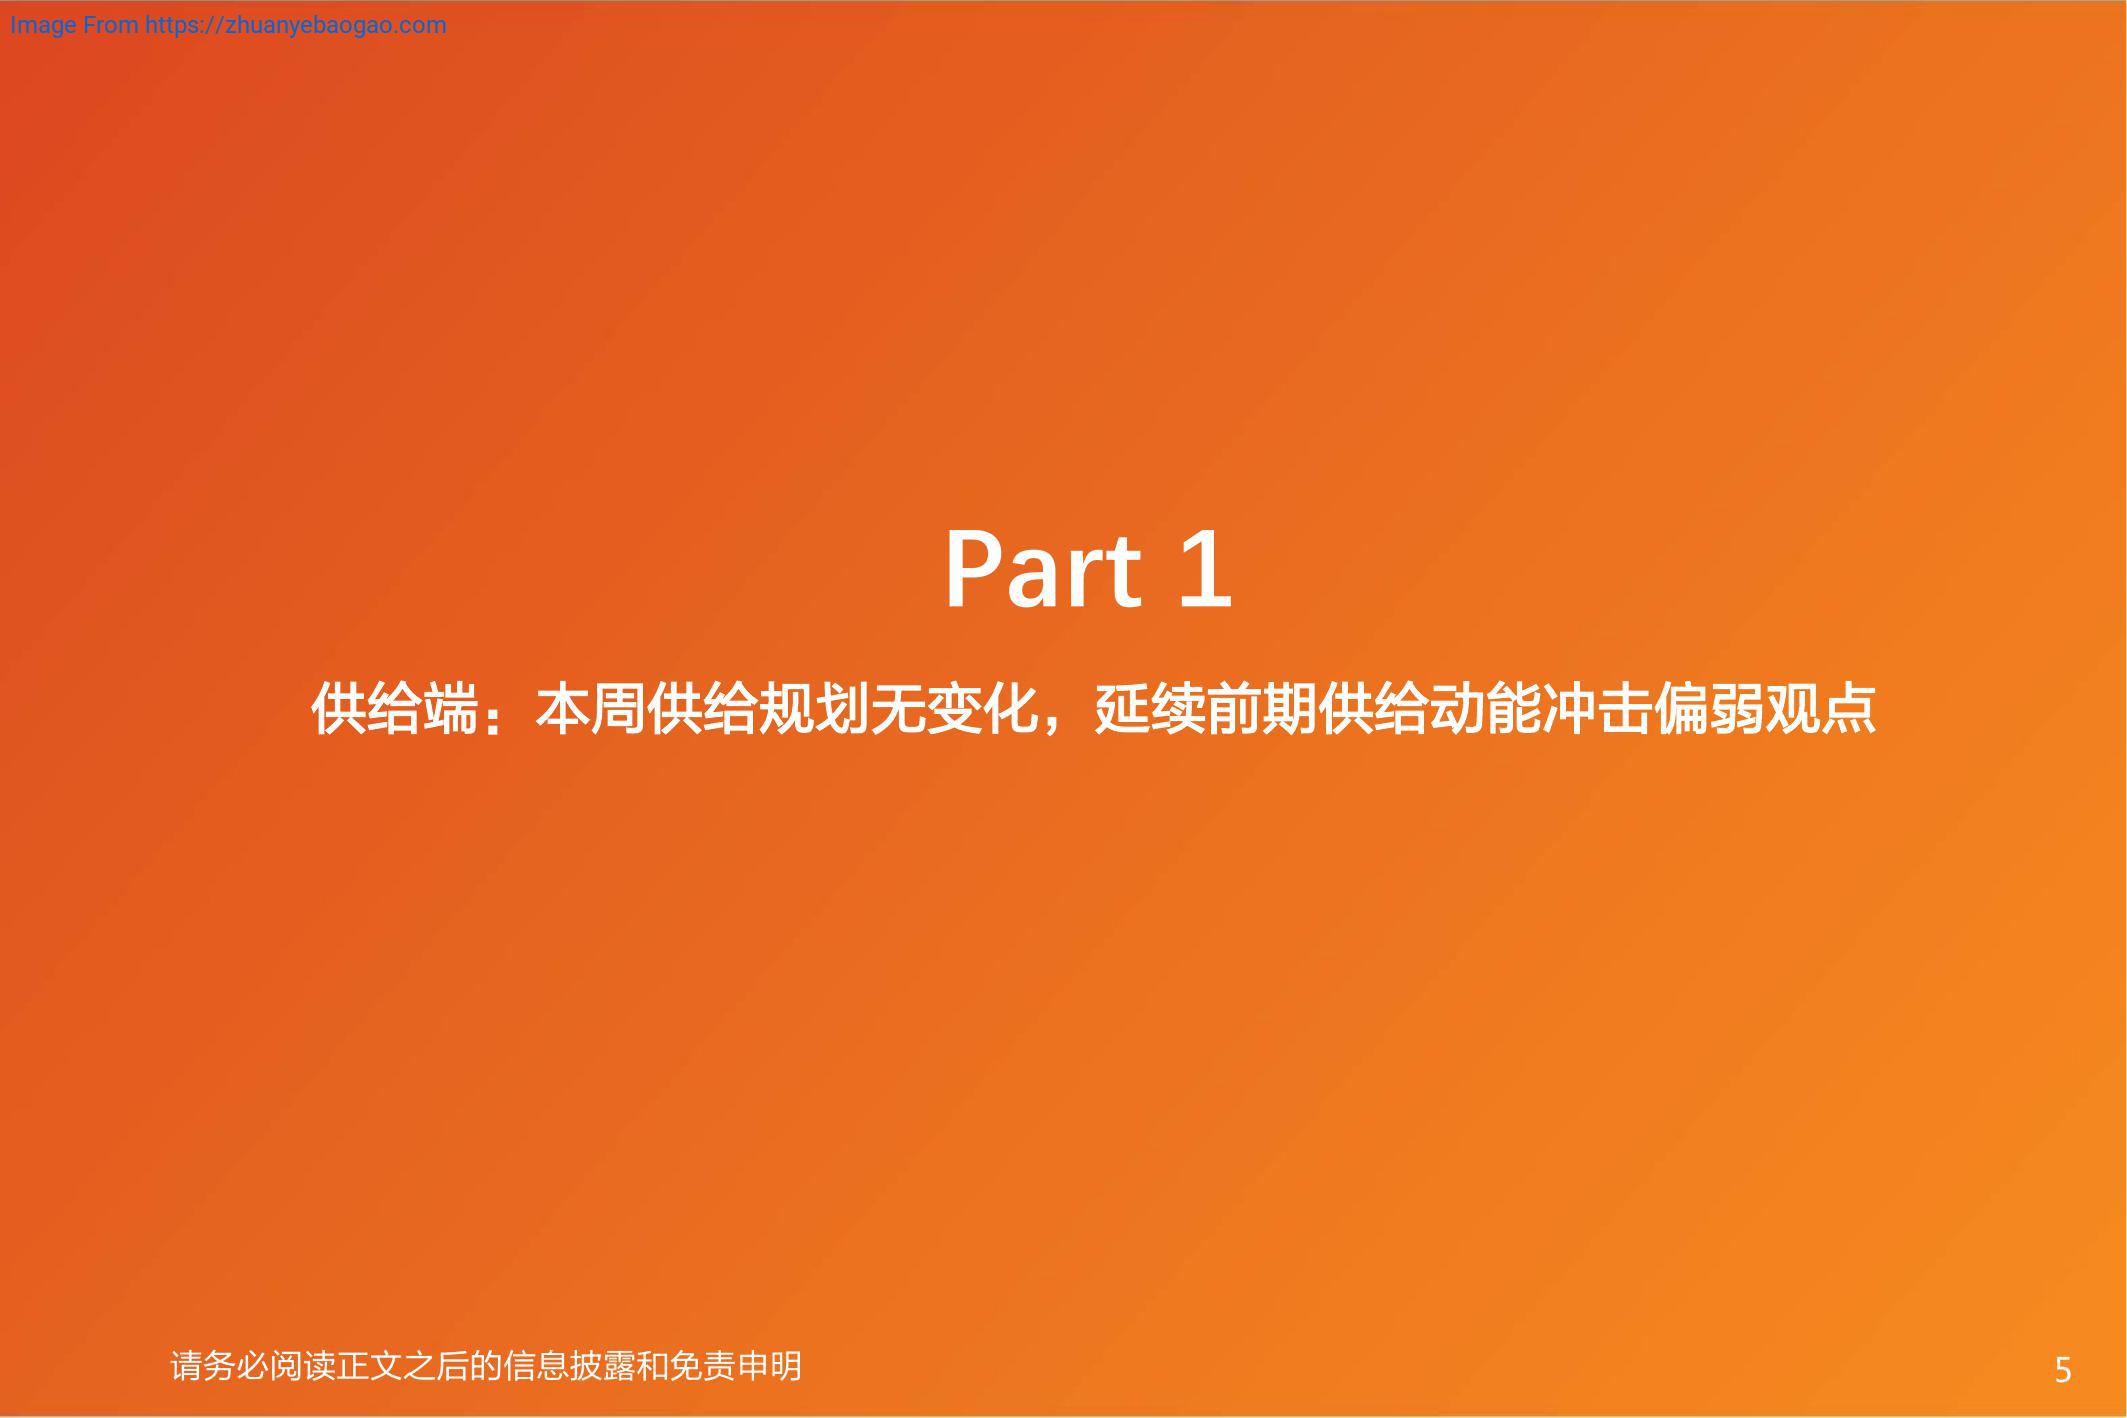 Image From https://zhuanyebaogao.com
Part 1
供给端：本周供给规划无变化，延续前期供给动能冲击偏弱观点
请务必阅读正文之后的信息披露和免责申明
5